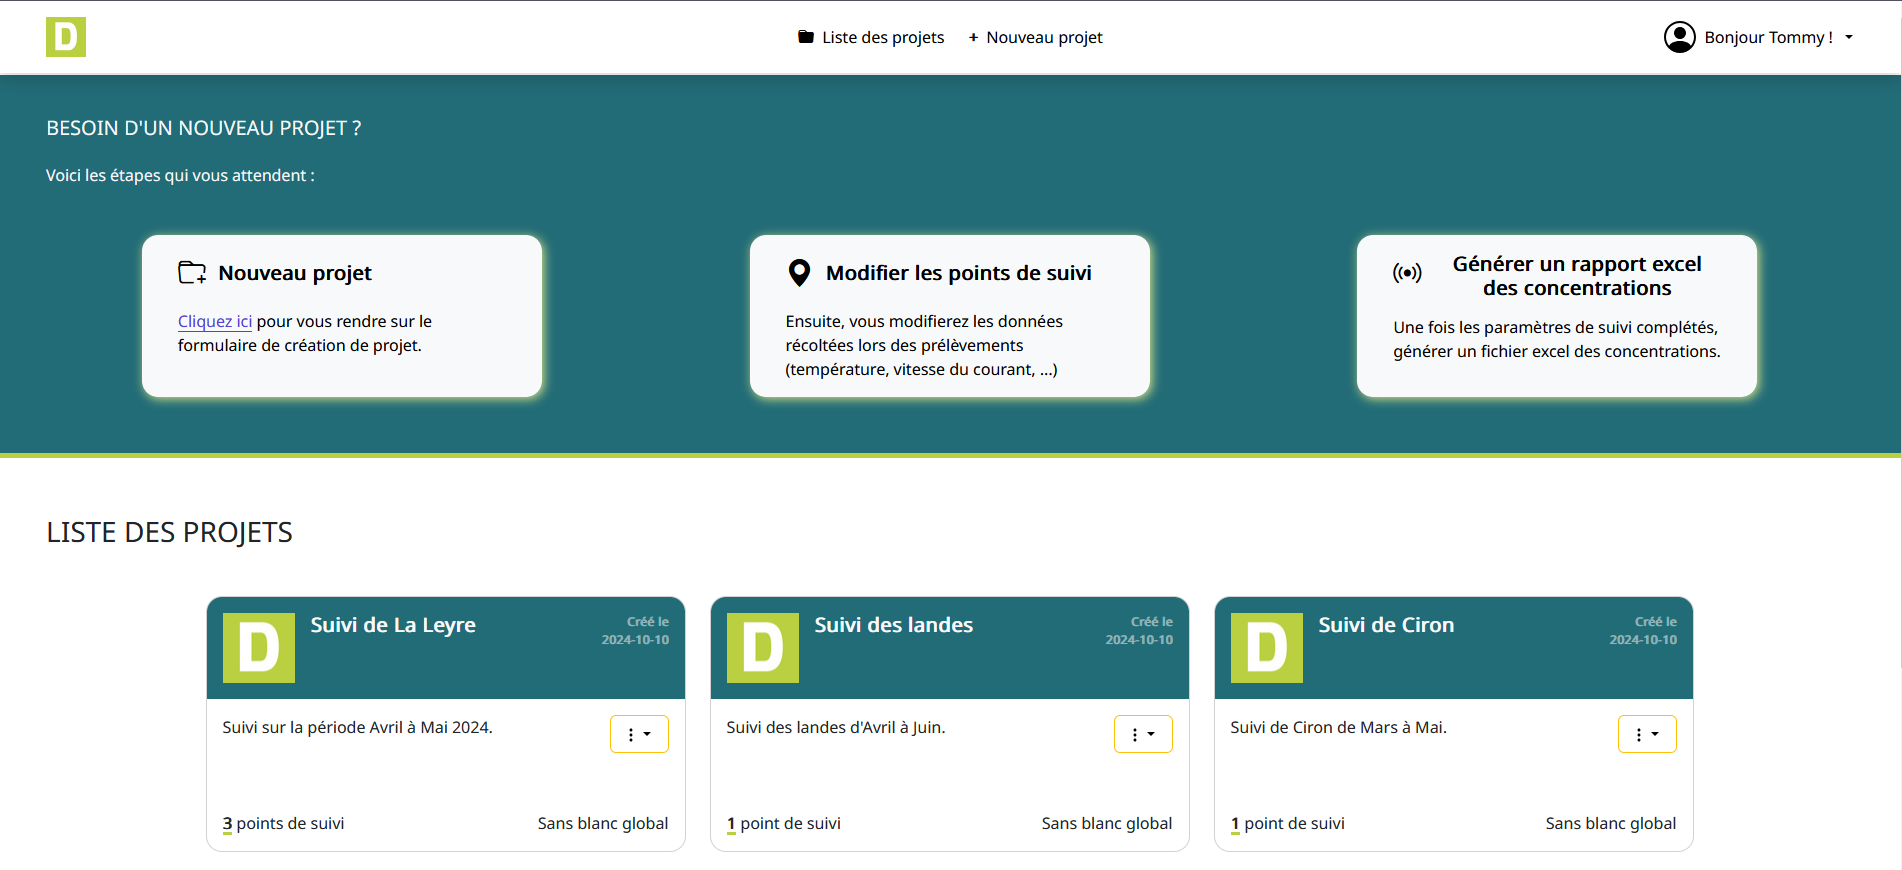 D
Liste des projets
+ Nouveau projet
Bonjour Tommy !
BESOIN D'UN NOUVEAU PROJET ?
Voici les étapes qui vous attendent :
Nouveau projet
Cliquez ici pour vous rendre sur le
formulaire de création de projet.
Modifier les points de suivi
Ensuite, vous modifierez les données
récoltées lors des prélèvements
(température, vitesse du courant, ...)
Générer un rapport excel
des concentrations
Une fois les paramètres de suivi complétés,
générer un fichier excel des concentrations.
LISTE DES PROJETS
D
Suivi de La Leyre
Créé le
2024-10-10
Suivi sur la période Avril à Mai 2024.
3 points de suivi
Sans blanc global
D
Suivi des landes
Créé le
2024-10-10
Suivi des landes d'Avril à Juin.
1 point de suivi
Sans blanc global
D
Suivi de Ciron
Créé le
2024-10-10
Suivi de Ciron de Mars à Mai.
1 point de suivi
Sans blanc global